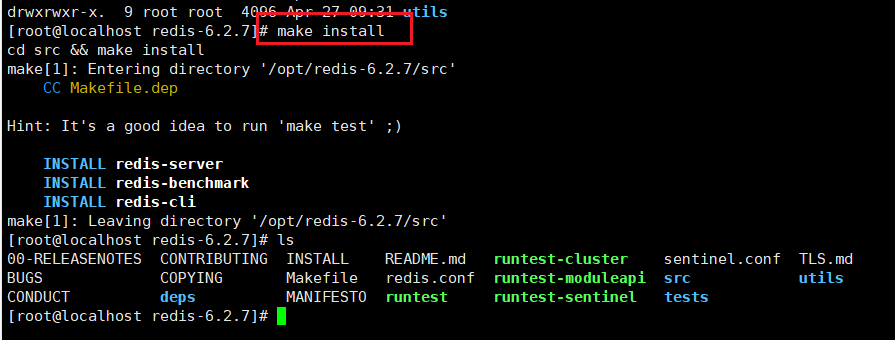 drwxrwxr-x.  9 root root  4096 Apr 27 09:31 utils
[root@localhost redis-6.2.7]# make install
cd src && make install
make[1]: Entering directory '/opt/redis-6.2.7/src'
    CC Makefile.dep
Hint: It's a good idea to run 'make test' ;)
    INSTALL redis-server
    INSTALL redis-benchmark
    INSTALL redis-cli
make[1]: Leaving directory '/opt/redis-6.2.7/src'
[root@localhost redis-6.2.7]# ls
00-RELEASENOTES  CONTRIBUTING  INSTALL    README.md   runtest-cluster    sentinel.conf  TLS.md
BUGS             COPYING       Makefile   redis.conf  runtest-moduleapi  src            utils
CONDUCT          deps          MANIFESTO  runtest     runtest-sentinel   tests
[root@localhost redis-6.2.7]#